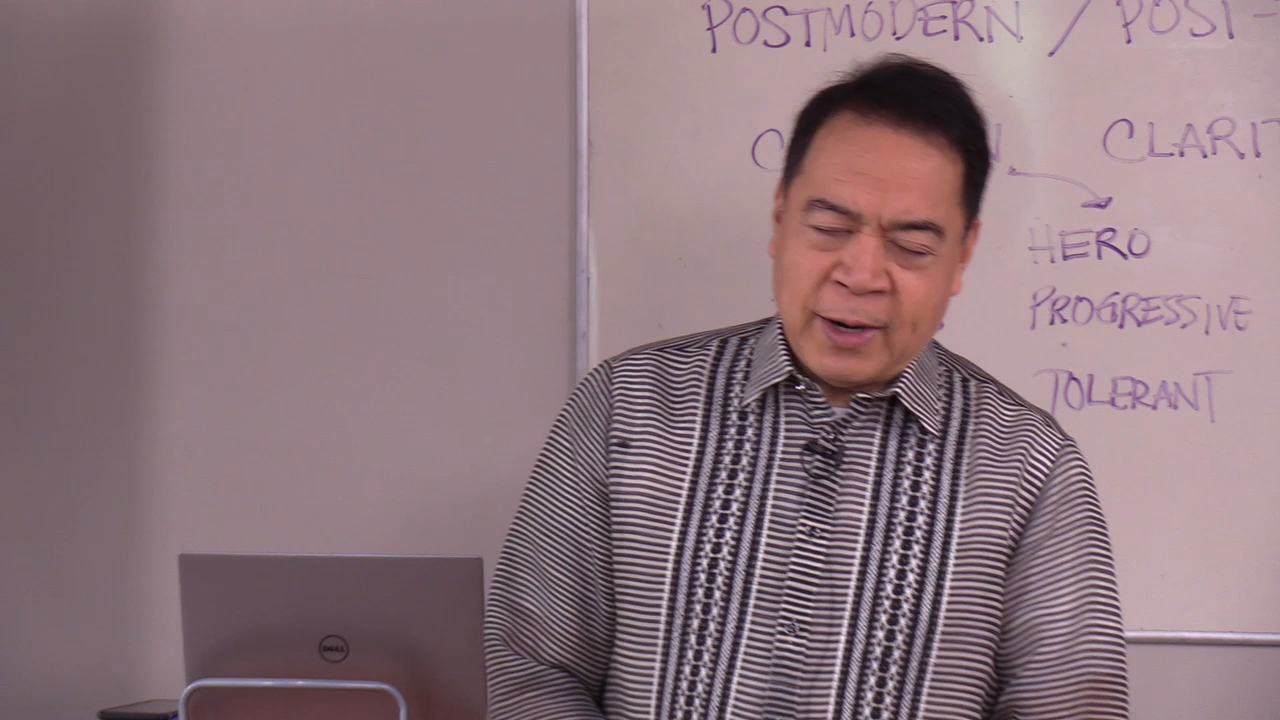 POSTMODERN / POST-
CLARIT
HERO
PROGRESSIVE
TOLERANT
DELL